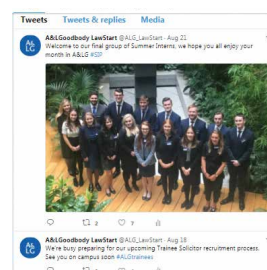 Tweets Tweets & replies Media
A&LGoodbody LawStart @ALG_LawStart · Aug 21
Welcome to our final group of Summer Interns, we hope you all enjoy your
month in A&LG #SIP
2 7
A&LGoodbody LawStart @ALG_LawStart · Aug 18
We're busy preparing for our upcoming Trainee Solicitor recruitment process.
See you on campus soon #ALGtrainees